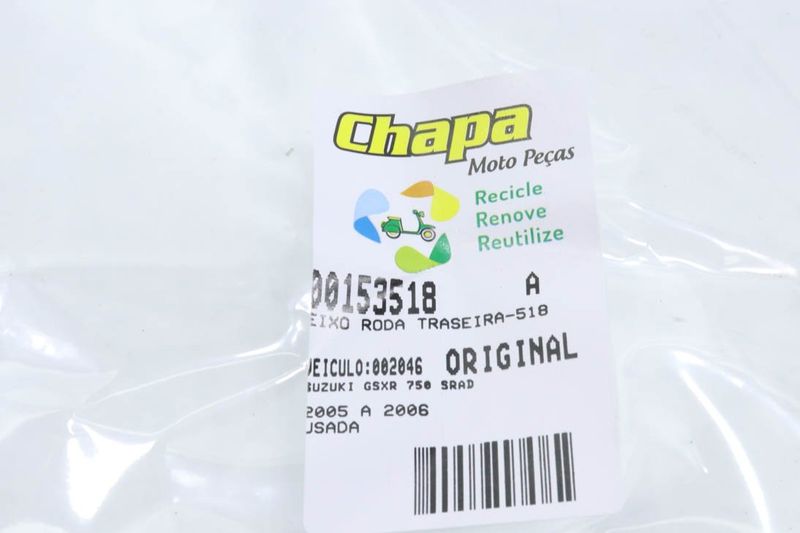 Chapa
Moto Peças
Recicle
Renove
Reutilize
00153518 A
EIXO RODA TRASEIRA-518
VEICULO:002046 ORIGINAL
SUZUKI GSXR 750 SRAD
2005 A 2006
USADA